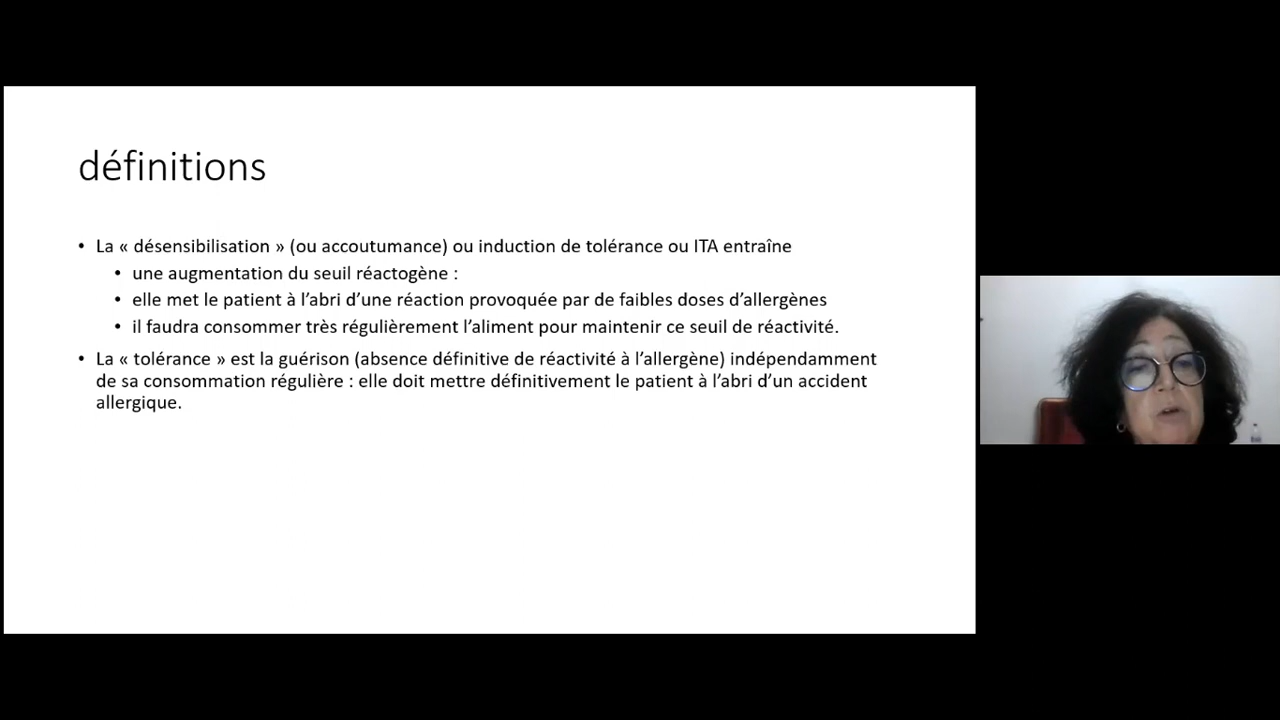 définitions
• La « désensibilisation » (ou accoutumance) ou induction de tolérance ou ITA entraîne
• une augmentation du seuil réactogène :
• elle met le patient à l’abri d’une réaction provoquée par de faibles doses d’allergènes
• il faudra consommer très régulièrement l’aliment pour maintenir ce seuil de réactivité.
• La « tolérance » est la guérison (absence définitive de réactivité à l’allergène) indépendamment
de sa consommation régulière : elle doit mettre définitivement le patient à l’abri d’un accident
allergique.